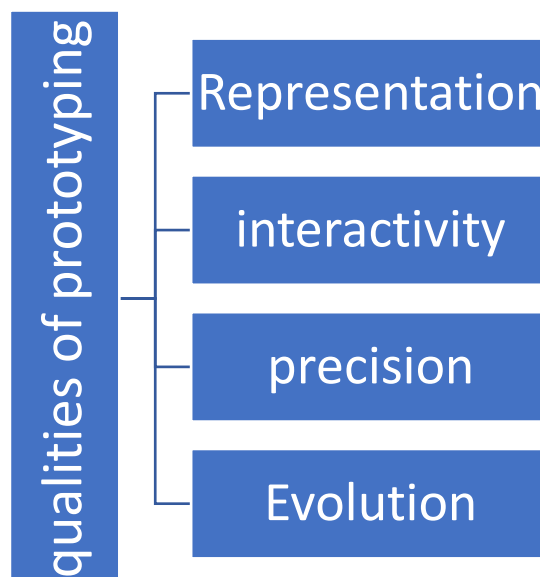 qualities of prototyping
Representation
interactivity
precision
Evolution